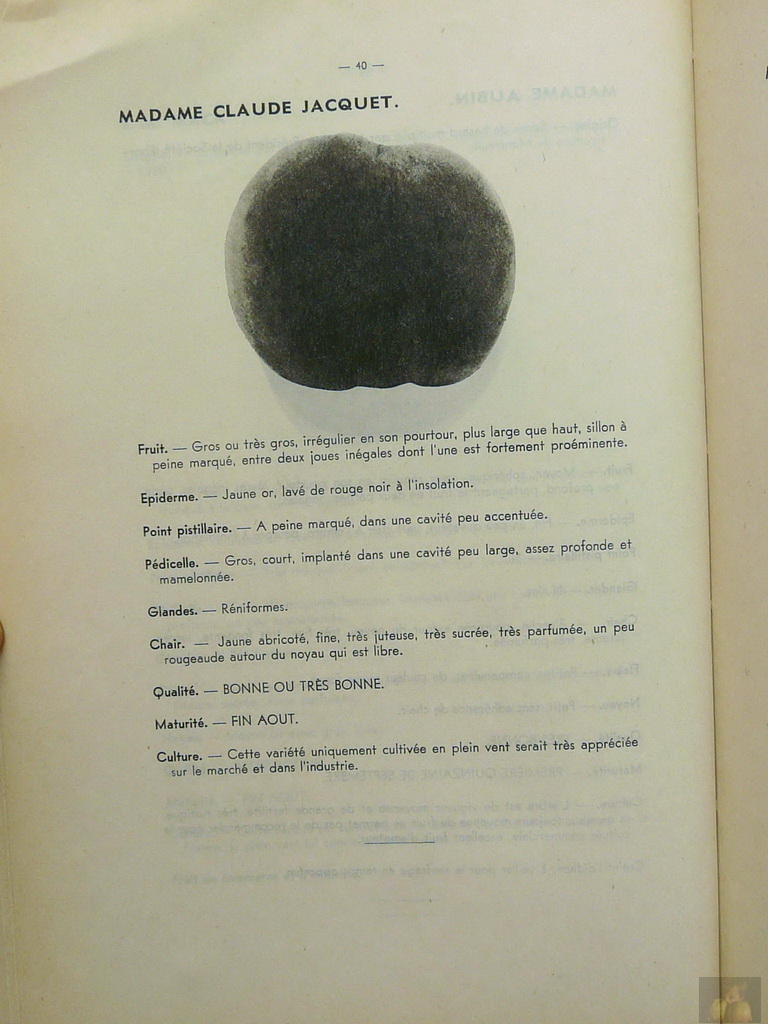 — 40 —
MADAME CLAUDE JACQUET.
Fruit. — Gros ou très gros, irrégulier en son pourtour, plus large que haut, sillon à
peine marqué, entre deux joues inégales dont l'une est fortement proéminente.
Epiderme. — Jaune or, lavé de rouge noir à l'insolation.
Point pistillaire. — A peine marqué, dans une cavité peu accentuée.
Pédicelle. — Gros, court, implanté dans une cavité peu large, assez profonde et
mamelonnée.
Glandes. — Réniformes.
Chair. — Jaune abricoté, fine, très juteuse, très sucrée, très parfumée, un peu
rougeaude autour du noyau qui est libre.
Qualité. — BONNE OU TRÈS BONNE.
Maturité. — FIN AOUT.
Culture. — Cette variété uniquement cultivée en plein vent serait très appréciée
sur le marché et dans l'industrie.